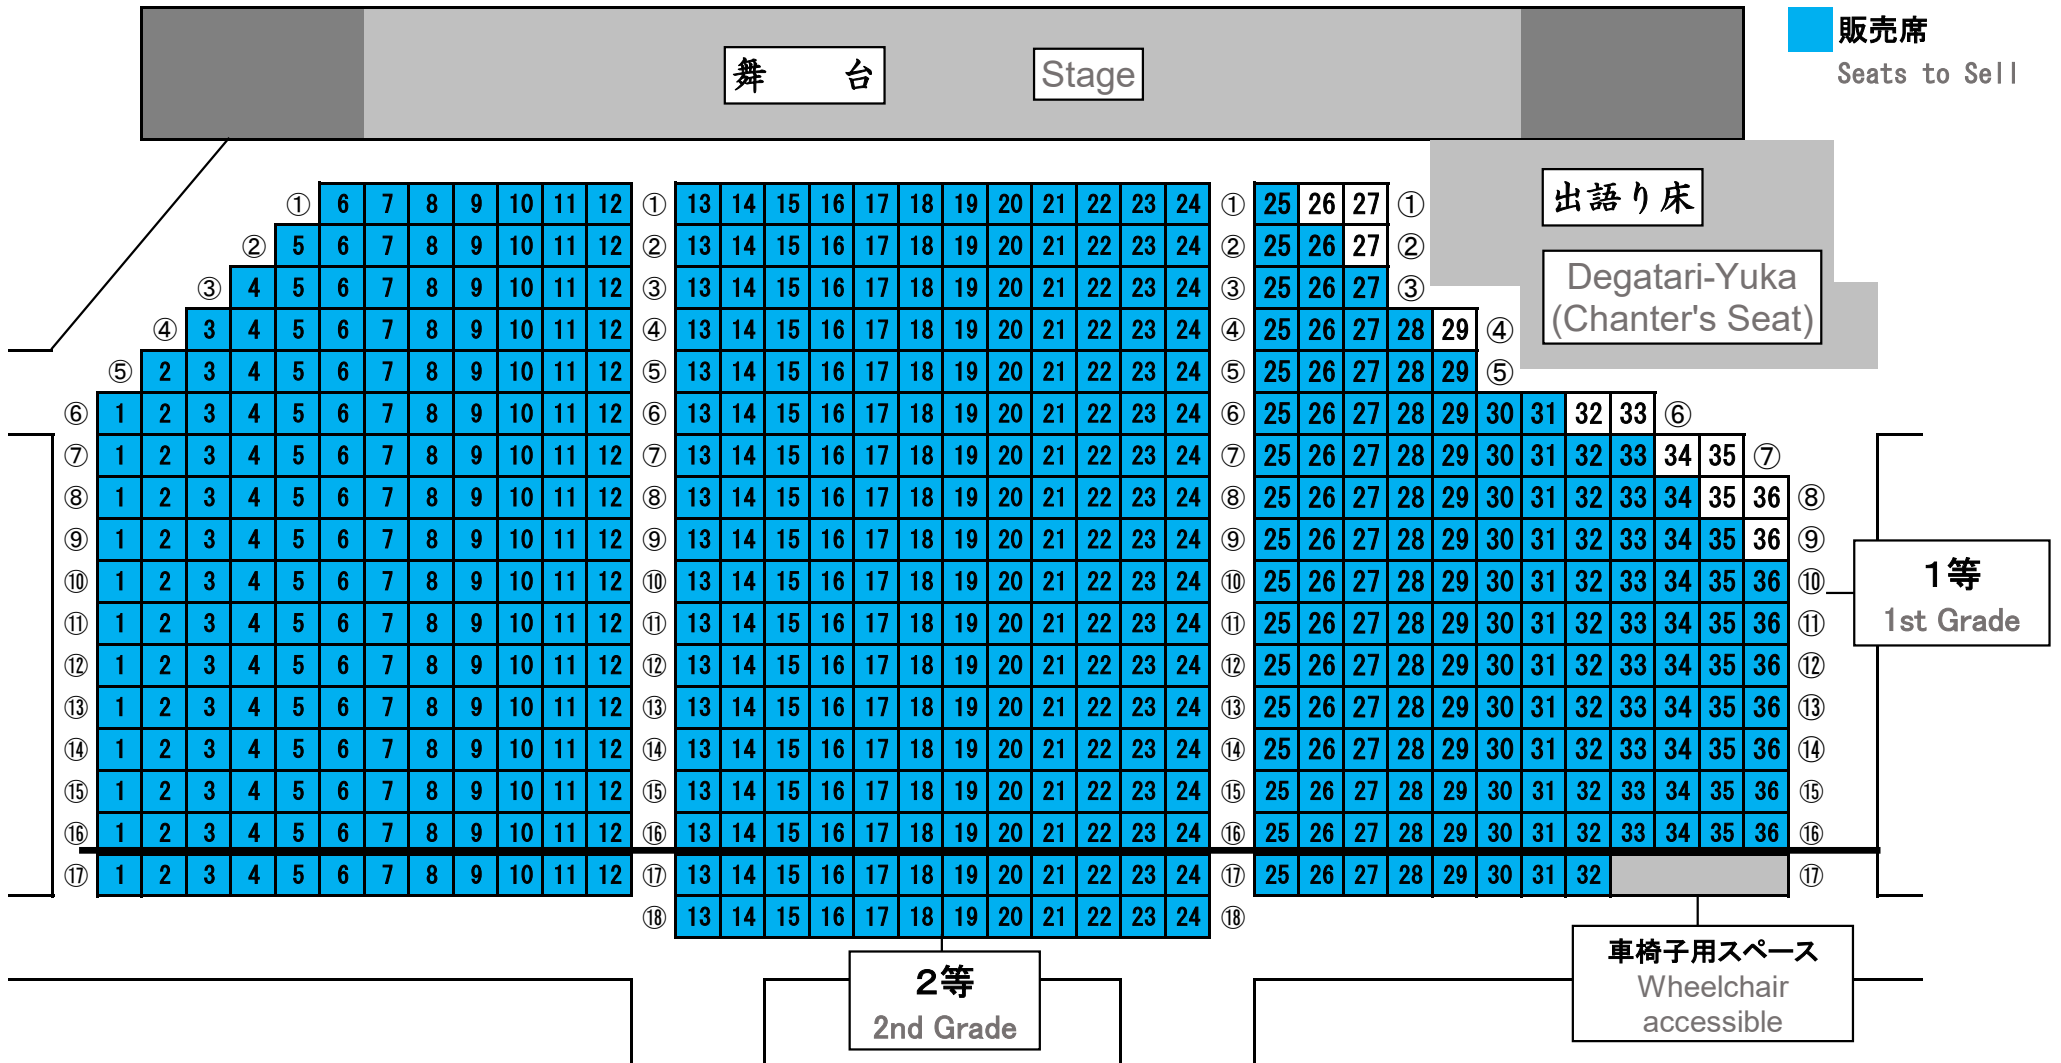 販売席
Seats to Sell
舞　台 Stage
出語り床
Degatari-Yuka
(Chanter's Seat)
① 6 7 8 9 10 11 12 ① 13 14 15 16 17 18 19 20 21 22 23 24 ① 25 26 27 ①
② 5 6 7 8 9 10 11 12 ② 13 14 15 16 17 18 19 20 21 22 23 24 ② 25 26 27 ②
③ 4 5 6 7 8 9 10 11 12 ③ 13 14 15 16 17 18 19 20 21 22 23 24 ③ 25 26 27 ③
④ 3 4 5 6 7 8 9 10 11 12 ④ 13 14 15 16 17 18 19 20 21 22 23 24 ④ 25 26 27 28 29 ④
⑤ 2 3 4 5 6 7 8 9 10 11 12 ⑤ 13 14 15 16 17 18 19 20 21 22 23 24 ⑤ 25 26 27 28 29 ⑤
⑥ 1 2 3 4 5 6 7 8 9 10 11 12 ⑥ 13 14 15 16 17 18 19 20 21 22 23 24 ⑥ 25 26 27 28 29 30 31 32 33 ⑥
⑦ 1 2 3 4 5 6 7 8 9 10 11 12 ⑦ 13 14 15 16 17 18 19 20 21 22 23 24 ⑦ 25 26 27 28 29 30 31 32 33 34 35 ⑦
⑧ 1 2 3 4 5 6 7 8 9 10 11 12 ⑧ 13 14 15 16 17 18 19 20 21 22 23 24 ⑧ 25 26 27 28 29 30 31 32 33 34 35 36 ⑧
⑨ 1 2 3 4 5 6 7 8 9 10 11 12 ⑨ 13 14 15 16 17 18 19 20 21 22 23 24 ⑨ 25 26 27 28 29 30 31 32 33 34 35 36 ⑨
⑩ 1 2 3 4 5 6 7 8 9 10 11 12 ⑩ 13 14 15 16 17 18 19 20 21 22 23 24 ⑩ 25 26 27 28 29 30 31 32 33 34 35 36 ⑩
⑪ 1 2 3 4 5 6 7 8 9 10 11 12 ⑪ 13 14 15 16 17 18 19 20 21 22 23 24 ⑪ 25 26 27 28 29 30 31 32 33 34 35 36 ⑪
⑫ 1 2 3 4 5 6 7 8 9 10 11 12 ⑫ 13 14 15 16 17 18 19 20 21 22 23 24 ⑫ 25 26 27 28 29 30 31 32 33 34 35 36 ⑫
⑬ 1 2 3 4 5 6 7 8 9 10 11 12 ⑬ 13 14 15 16 17 18 19 20 21 22 23 24 ⑬ 25 26 27 28 29 30 31 32 33 34 35 36 ⑬
⑭ 1 2 3 4 5 6 7 8 9 10 11 12 ⑭ 13 14 15 16 17 18 19 20 21 22 23 24 ⑭ 25 26 27 28 29 30 31 32 33 34 35 36 ⑭
⑮ 1 2 3 4 5 6 7 8 9 10 11 12 ⑮ 13 14 15 16 17 18 19 20 21 22 23 24 ⑮ 25 26 27 28 29 30 31 32 33 34 35 36 ⑮
⑯ 1 2 3 4 5 6 7 8 9 10 11 12 ⑯ 13 14 15 16 17 18 19 20 21 22 23 24 ⑯ 25 26 27 28 29 30 31 32 33 34 35 36 ⑯
⑰ 1 2 3 4 5 6 7 8 9 10 11 12 ⑰ 13 14 15 16 17 18 19 20 21 22 23 24 ⑰ 25 26 27 28 29 30 31 32 ⑰
⑱ 13 14 15 16 17 18 19 20 21 22 23 24 ⑱
1等
1st Grade
2等
2nd Grade
車椅子用スペース
Wheelchair
accessible